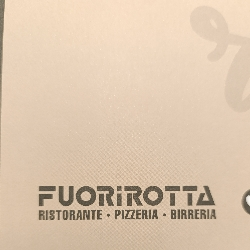 FUORiROTTA
RISTORANTE • PIZZERIA • BIRRERIA